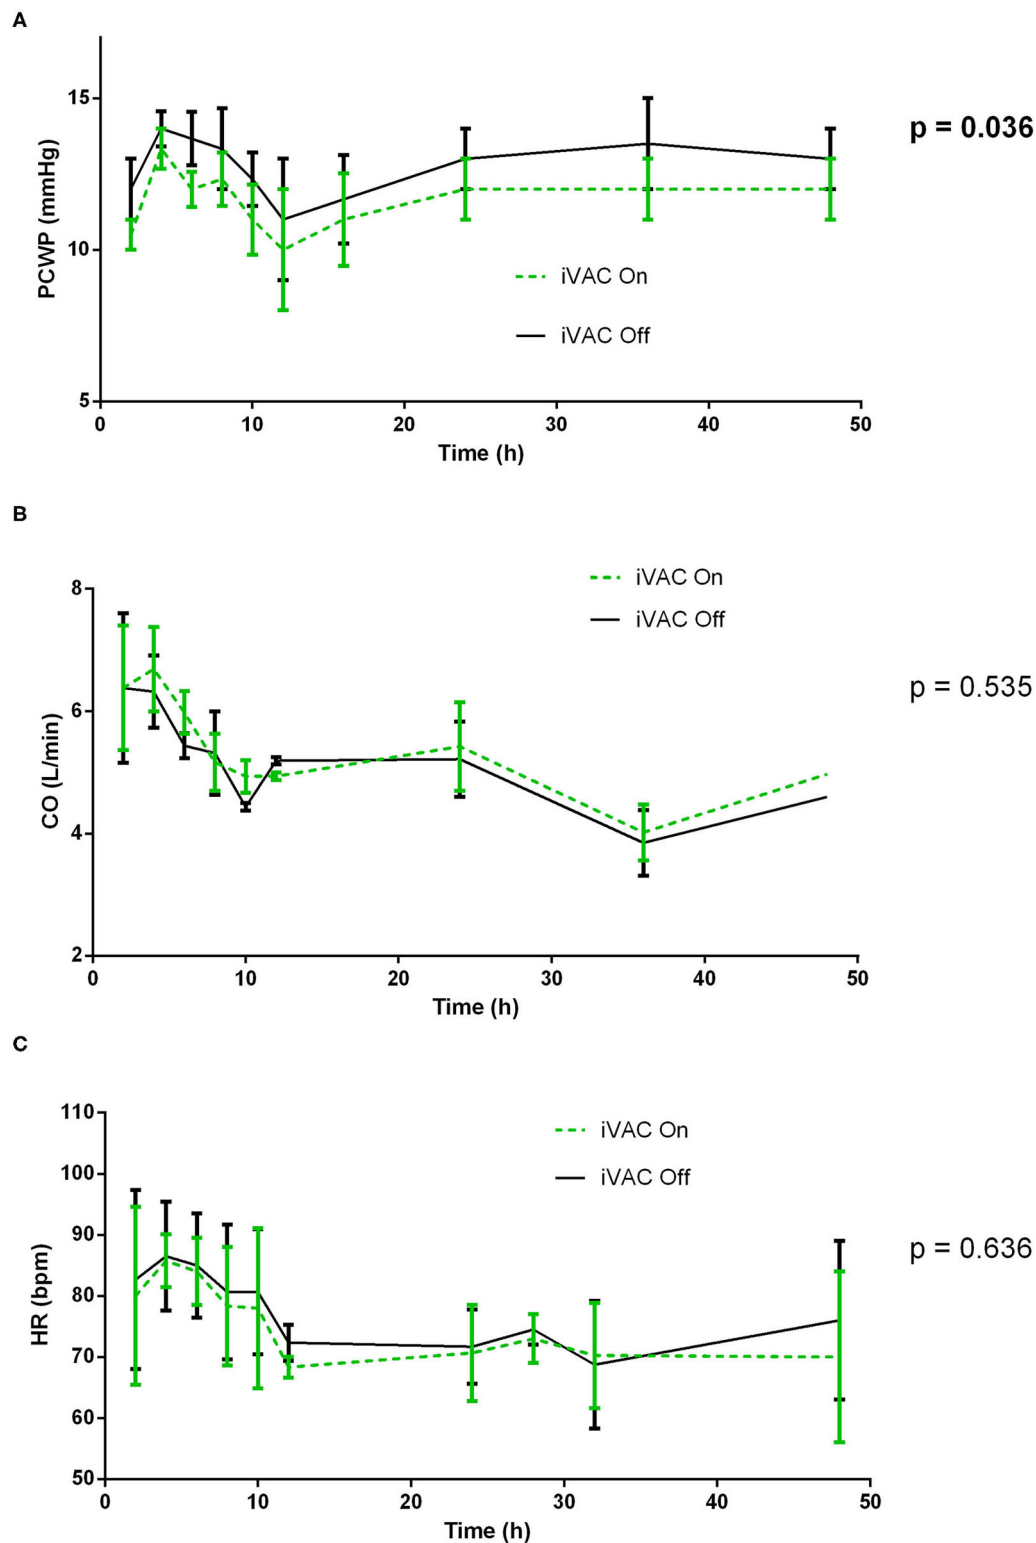 A
15
10
5
PCWP (mmHg)
p = 0.036
iVAC On
iVAC Off
0 10 20 30 40 50
Time (h)
B
8
6
4
2
CO (L/min)
iVAC On
iVAC Off
p = 0.535
0 10 20 30 40 50
Time (h)
C
110
100
90
80
70
60
50
HR (bpm)
iVAC On
iVAC Off
p = 0.636
0 10 20 30 40 50
Time (h)